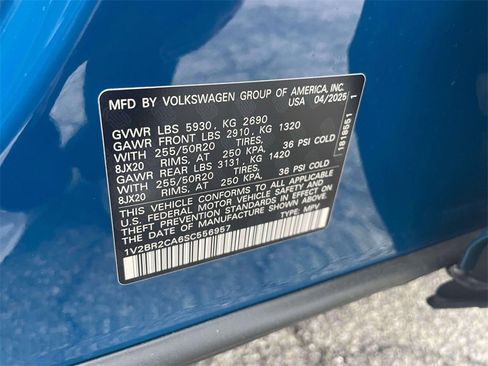 MFD BY VOLKSWAGEN GROUP OF AMERICA, INC.
USA 04/2025
GVWR LBS 5930, KG 2690
GAWR FRONT LBS 2910, KG 1320
WITH 255/50R20 TIRES,
8JX20 RIMS, AT 250 KPA, 36 PSI COLD
GAWR REAR LBS 3131, KG 1420
WITH 255/50R20 TIRES,
8JX20 RIMS, AT 250 KPA, 36 PSI COLD
THIS VEHICLE CONFORMS TO ALL APPLICABLE
U.S. FEDERAL MOTOR VEHICLE SAFETY AND
THEFT PREVENTION STANDARDS IN EFFECT ON
THE DATE OF MANUFACTURE SHOWN ABOVE.
1V2BR2CA6SC556957 TYPE: MPV
1818551 1